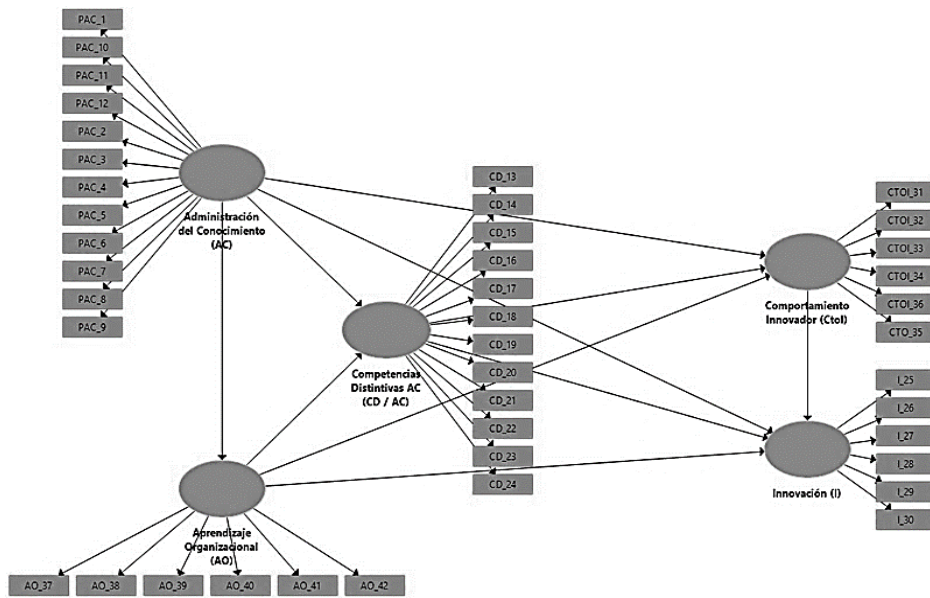 PAC_1
PAC_10
PAC_11
PAC_12
PAC_2
PAC_3
PAC_4
PAC_5
PAC_6
PAC_7
PAC_8
PAC_9
Administración
del Conocimiento
(AC)
CD_13
CD_14
CD_15
CD_16
CD_17
CD_18
CD_19
CD_20
CD_21
CD_22
CD_23
CD_24
Competencias
Distintivas AC
(CD / AC)
CTOI_31
CTOI_32
CTOI_33
CTOI_34
CTOI_36
CTO_35
Comportamiento
Innovador (CtoI)
I_25
I_26
I_27
I_28
I_29
I_30
Innovación (I)
Aprendizaje
Organizacional
(AO)
AO_37
AO_38
AO_39
AO_40
AO_41
AO_42